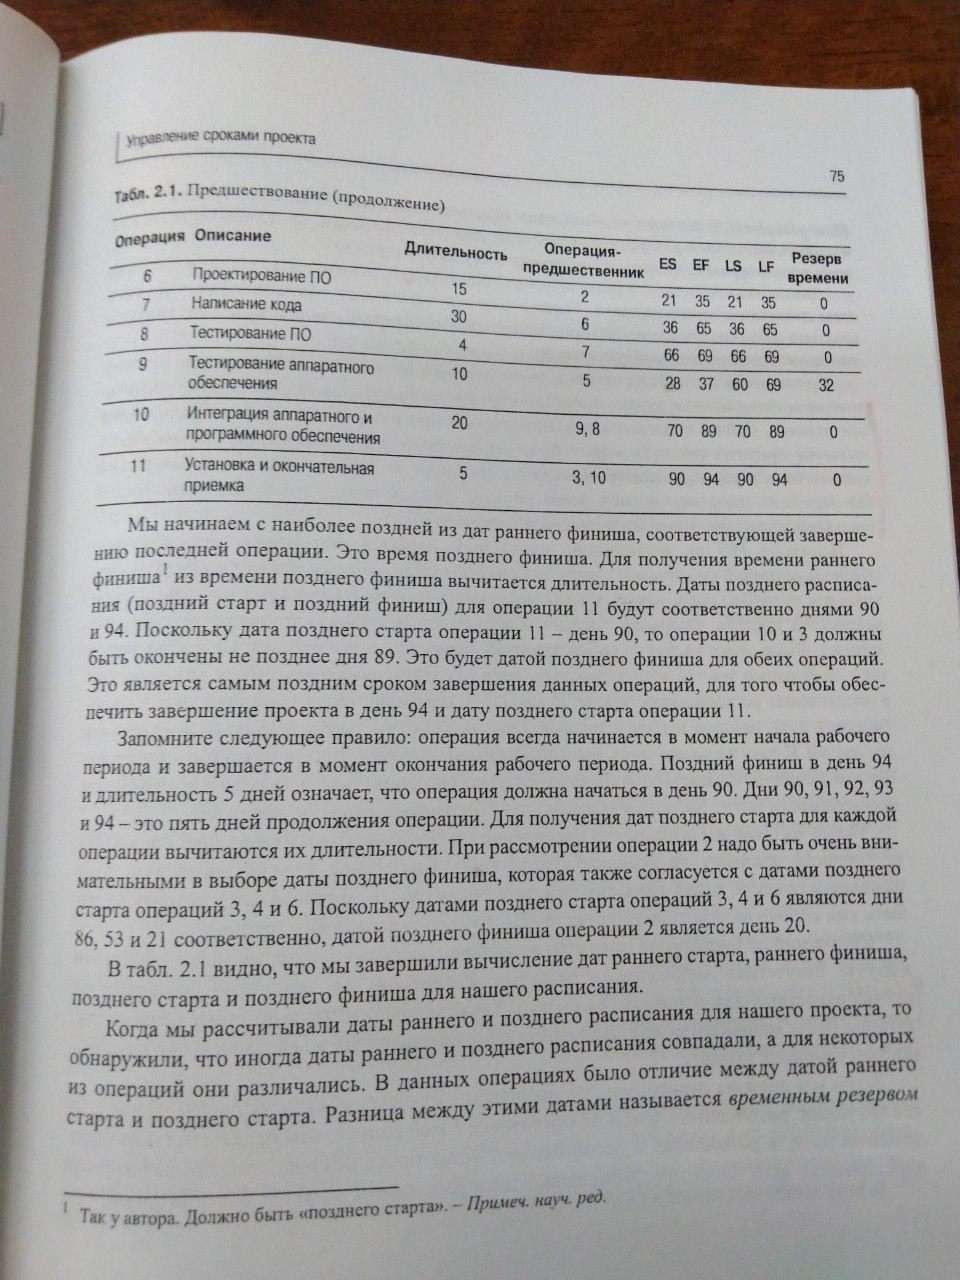 Управление сроками проекта
75
Табл. 2.1. Предшествование (продолжение)
Операция Описание Длительность Операция-предшественник ES EF LS LF Резерв времени
6 Проектирование ПО 15 2 21 35 21 35 0
7 Написание кода 30 6 36 65 36 65 0
8 Тестирование ПО 4 7 66 69 66 69 0
9 Тестирование аппаратного обеспечения 10 5 28 37 60 69 32
10 Интеграция аппаратного и программного обеспечения 20 9, 8 70 89 70 89 0
11 Установка и окончательная приемка 5 3, 10 90 94 90 94 0
Мы начинаем с наиболее поздней из дат раннего финиша, соответствующей заверше-
нию последней операции. Это время позднего финиша. Для получения времени раннего
финиша1 из времени позднего финиша вычитается длительность. Даты позднего расписа-
ния (поздний старт и поздний финиш) для операции 11 будут соответственно днями 90
и 94. Поскольку дата позднего старта операции 11 – день 90, то операции 10 и 3 должны
быть окончены не позднее дня 89. Это будет датой позднего финиша для обеих операций.
Это является самым поздним сроком завершения данных операций, для того чтобы обес-
печить завершение проекта в день 94 и дату позднего старта операции 11.
Запомните следующее правило: операция всегда начинается в момент начала рабочего
периода и завершается в момент окончания рабочего периода. Поздний финиш в день 94
и длительность 5 дней означает, что операция должна начаться в день 90. Дни 90, 91, 92, 93
и 94 – это пять дней продолжения операции. Для получения дат позднего старта для каждой
операции вычитаются их длительности. При рассмотрении операции 2 надо быть очень вни-
мательными в выборе даты позднего финиша, которая также согласуется с датами позднего
старта операций 3, 4 и 6. Поскольку датами позднего старта операций 3, 4 и 6 являются дни
86, 53 и 21 соответственно, датой позднего финиша операции 2 является день 20.
В табл. 2.1 видно, что мы завершили вычисление дат раннего старта, раннего финиша,
позднего старта и позднего финиша для нашего расписания.
Когда мы рассчитывали даты раннего и позднего расписания для нашего проекта, то
обнаружили, что иногда даты раннего и позднего расписания совпадали, а для некоторых
из операций они различались. В данных операциях было отличие между датой раннего
старта и позднего старта. Разница между этими датами называется временным резервом
1 Так у автора. Должно быть «позднего старта». – Примеч. науч. ред.